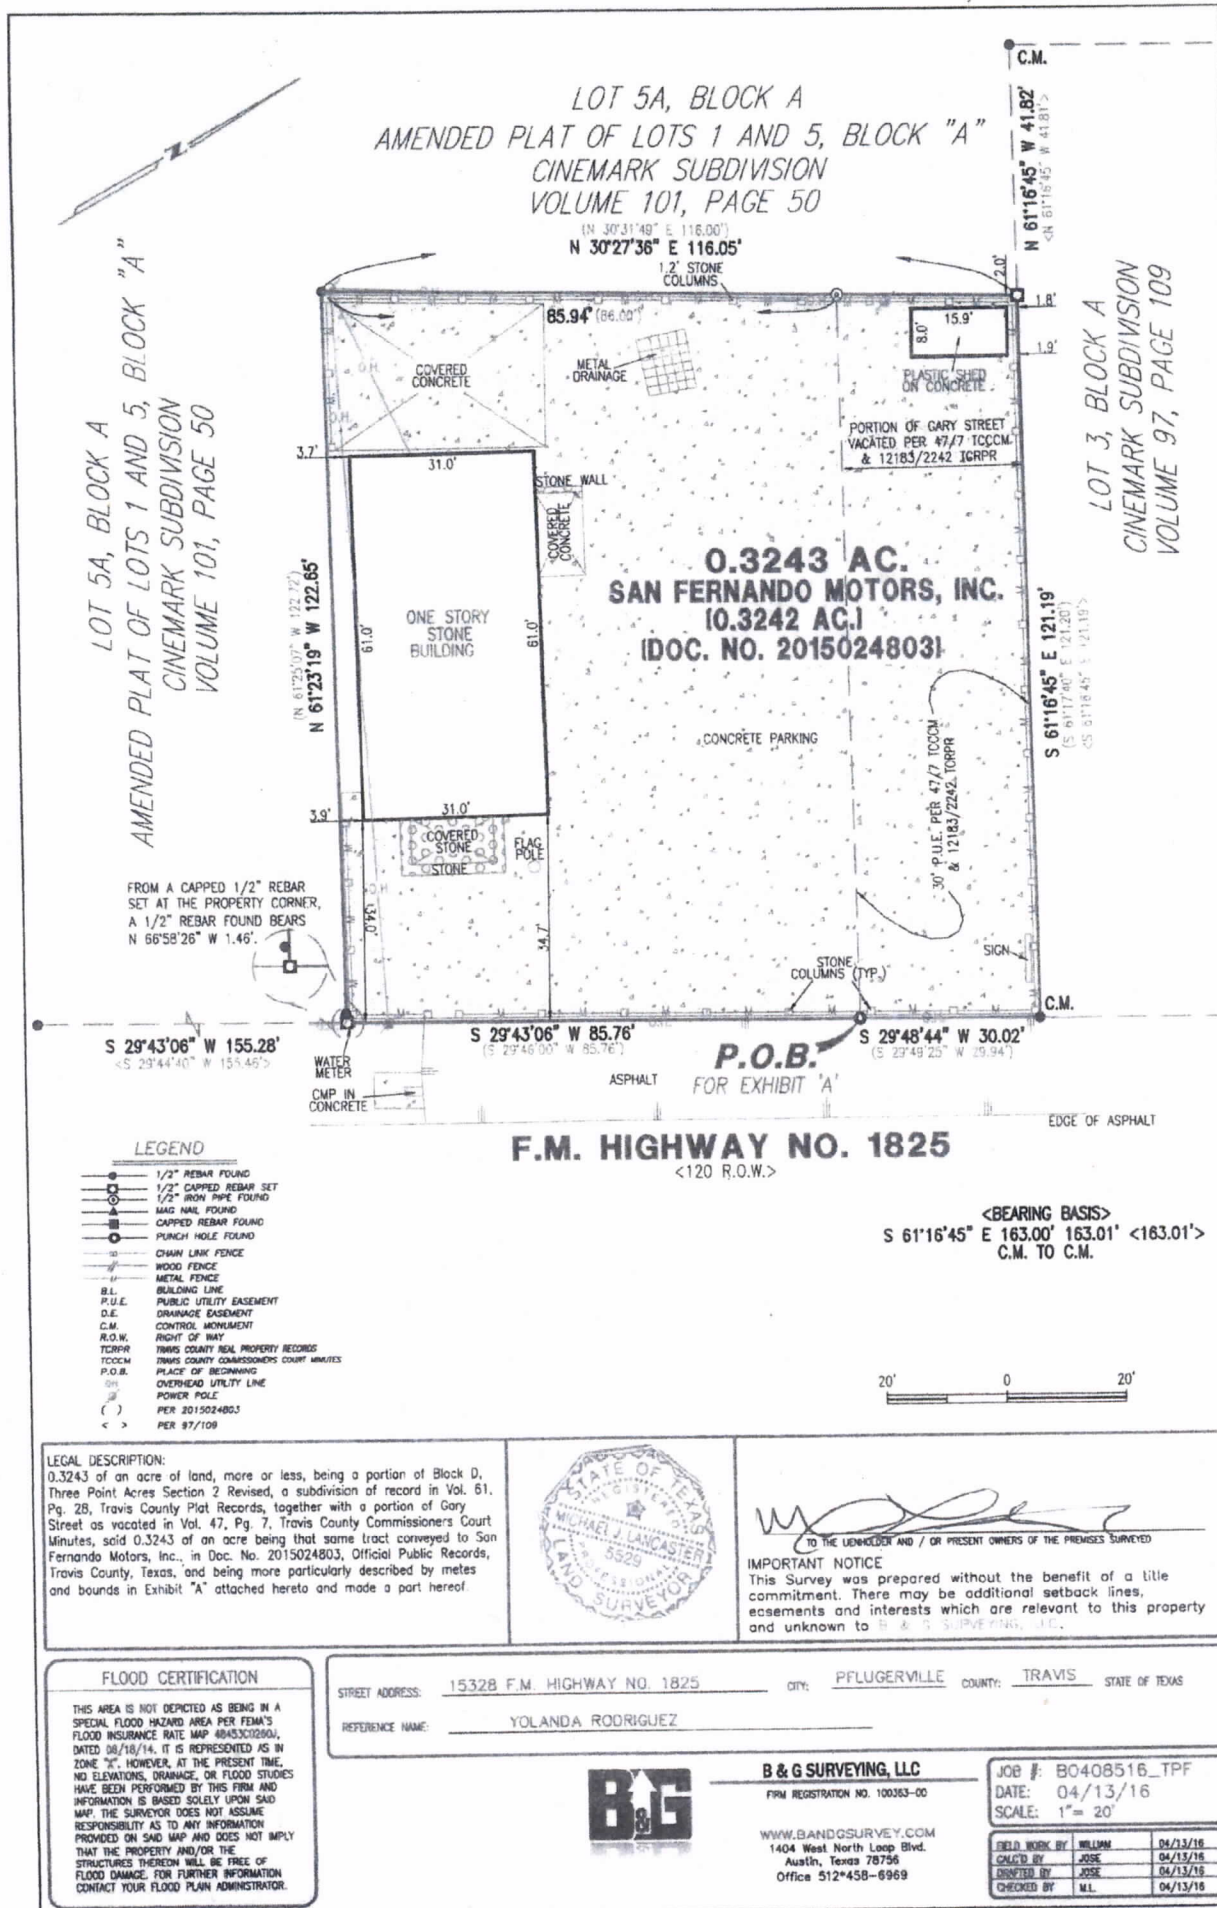 C.M.
LOT 5A, BLOCK A
AMENDED PLAT OF LOTS 1 AND 5, BLOCK "A"
CINEMARK SUBDIVISION
VOLUME 101, PAGE 50
(N 30°31'49" E 116.00')
N 30°27'36" E 116.05'
1.2' STONE
COLUMNS
N 61°16'45" W 41.82'
<N 61°16'45" W 41.81'>
2.0'
1.8'
1.9'
85.94' (86.00')
15.9'
8.0'
PLASTIC SHED
ON CONCRETE
METAL
DRAINAGE
COVERED
CONCRETE
O.H.
O.H.
PORTION OF GARY STREET
VACATED PER 47/7 TCCCM
& 12183/2242 TCRPR
LOT 3, BLOCK A
CINEMARK SUBDIVISION
VOLUME 97, PAGE 109
LOT 5A, BLOCK A
AMENDED PLAT OF LOTS 1 AND 5, BLOCK "A"
CINEMARK SUBDIVISION
VOLUME 101, PAGE 50
3.7'
31.0'
STONE WALL
COVERED
CONCRETE
(N 61°25'07" W 122.72')
N 61°23'19" W 122.65'
61.0'
ONE STORY
STONE
BUILDING
61.0'
0.3243 AC.
SAN FERNANDO MOTORS, INC.
(0.3242 AC.)
(DOC. NO. 2015024803)
S 61°16'45" E 121.19'
(S 61°17'40" E 121.20')
<S 61°16'45" E 121.19'>
CONCRETE PARKING
30' P.U.E. PER 47/7 TCCCM
& 12183/2242 TCRPR
3.9'
31.0'
COVERED
STONE
STONE
FLAG
POLE
O.H.
34.0'
34.7'
FROM A CAPPED 1/2" REBAR
SET AT THE PROPERTY CORNER,
A 1/2" REBAR FOUND BEARS
N 66°58'26" W 1.46'.
STONE
COLUMNS (TYP.)
SIGN
C.M.
S 29°43'06" W 155.28'
<S 29°44'40" W 155.46'>
S 29°43'06" W 85.76'
(S 29°46'00" W 85.76')
S 29°48'44" W 30.02'
(S 29°49'25" W 29.94')
WATER
METER
CMP IN
CONCRETE
P.O.B.
FOR EXHIBIT 'A'
ASPHALT
EDGE OF ASPHALT
F.M. HIGHWAY NO. 1825
<120 R.O.W.>
<BEARING BASIS>
S 61°16'45" E 163.00' 163.01' <163.01'>
C.M. TO C.M.
LEGEND
1/2" REBAR FOUND
1/2" CAPPED REBAR SET
1/2" IRON PIPE FOUND
MAG NAIL FOUND
CAPPED REBAR FOUND
PUNCH HOLE FOUND
CHAIN LINK FENCE
WOOD FENCE
METAL FENCE
B.L. BUILDING LINE
P.U.E. PUBLIC UTILITY EASEMENT
D.E. DRAINAGE EASEMENT
C.M. CONTROL MONUMENT
R.O.W. RIGHT OF WAY
TCRPR TRAVIS COUNTY REAL PROPERTY RECORDS
TCCCM TRAVIS COUNTY COMMISSIONERS COURT MINUTES
P.O.B. PLACE OF BEGINNING
OH OVERHEAD UTILITY LINE
POWER POLE
( ) PER 2015024803
< > PER 97/109
20' 0 20'
LEGAL DESCRIPTION:
0.3243 of an acre of land, more or less, being a portion of Block D,
Three Point Acres Section 2 Revised, a subdivision of record in Vol. 61,
Pg. 28, Travis County Plat Records, together with a portion of Gary
Street as vacated in Vol. 47, Pg. 7, Travis County Commissioners Court
Minutes, said 0.3243 of an acre being that same tract conveyed to San
Fernando Motors, Inc., in Doc. No. 2015024803, Official Public Records,
Travis County, Texas, and being more particularly described by metes
and bounds in Exhibit "A" attached hereto and made a part hereof.
STATE OF TEXAS
REGISTERED
MICHAEL J. LANCASTER
5529
PROFESSIONAL
LAND SURVEYOR
TO THE LIENHOLDER AND / OR PRESENT OWNERS OF THE PREMISES SURVEYED
IMPORTANT NOTICE
This Survey was prepared without the benefit of a title
commitment. There may be additional setback lines,
easements and interests which are relevant to this property
and unknown to B & G SURVEYING, LLC.
FLOOD CERTIFICATION
THIS AREA IS NOT DEPICTED AS BEING IN A
SPECIAL FLOOD HAZARD AREA PER FEMA'S
FLOOD INSURANCE RATE MAP 48453C0260J,
DATED 08/18/14. IT IS REPRESENTED AS IN
ZONE "X". HOWEVER, AT THE PRESENT TIME,
NO ELEVATIONS, DRAINAGE, OR FLOOD STUDIES
HAVE BEEN PERFORMED BY THIS FIRM AND
INFORMATION IS BASED SOLELY UPON SAID
MAP. THE SURVEYOR DOES NOT ASSUME
RESPONSIBILITY AS TO ANY INFORMATION
PROVIDED ON SAID MAP AND DOES NOT IMPLY
THAT THE PROPERTY AND/OR THE
STRUCTURES THEREON WILL BE FREE OF
FLOOD DAMAGE. FOR FURTHER INFORMATION
CONTACT YOUR FLOOD PLAIN ADMINISTRATOR.
STREET ADDRESS: 15328 F.M. HIGHWAY NO. 1825 CITY: PFLUGERVILLE COUNTY: TRAVIS STATE OF TEXAS
REFERENCE NAME: YOLANDA RODRIGUEZ
B&G
B & G SURVEYING, LLC
FIRM REGISTRATION NO. 100363-00
WWW.BANDGSURVEY.COM
1404 West North Loop Blvd.
Austin, Texas 78756
Office 512*458-6969
JOB #: B0408516_TPF
DATE: 04/13/16
SCALE: 1"= 20'
FIELD WORK BY WILLIAM 04/13/16
CALC'D BY JOSE 04/13/16
DRAFTED BY JOSE 04/13/16
CHECKED BY M.L. 04/13/16